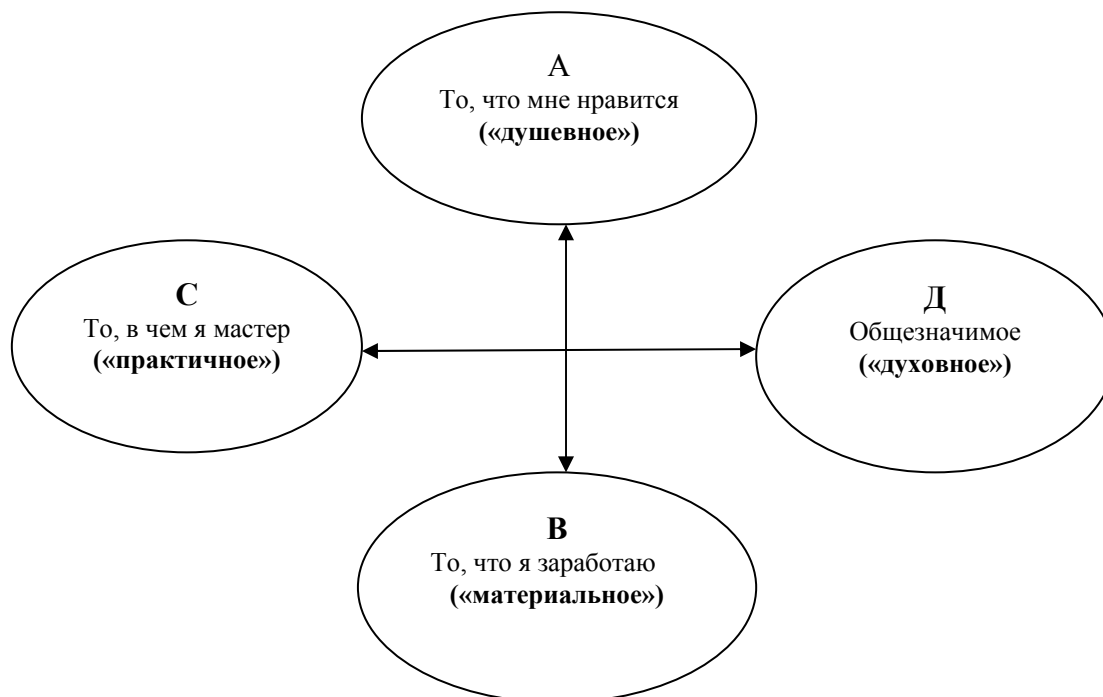 А
То, что мне нравится
(«душевное»)
С
То, в чем я мастер
(«практичное»)
Д
Общезначимое
(«духовное»)
В
То, что я заработаю
(«материальное»)